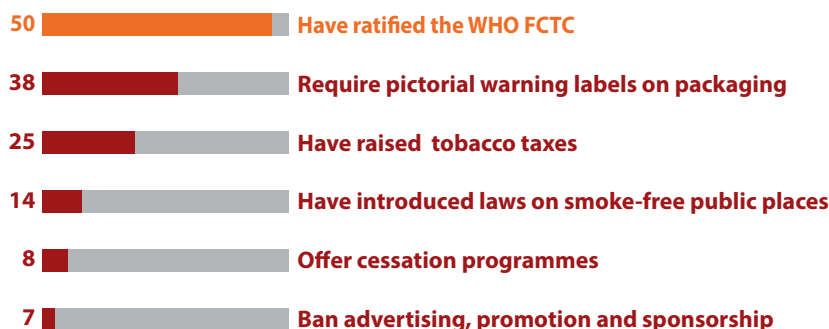 50 Have ratified the WHO FCTC
38 Require pictorial warning labels on packaging
25 Have raised tobacco taxes
14 Have introduced laws on smoke-free public places
8 Offer cessation programmes
7 Ban advertising, promotion and sponsorship